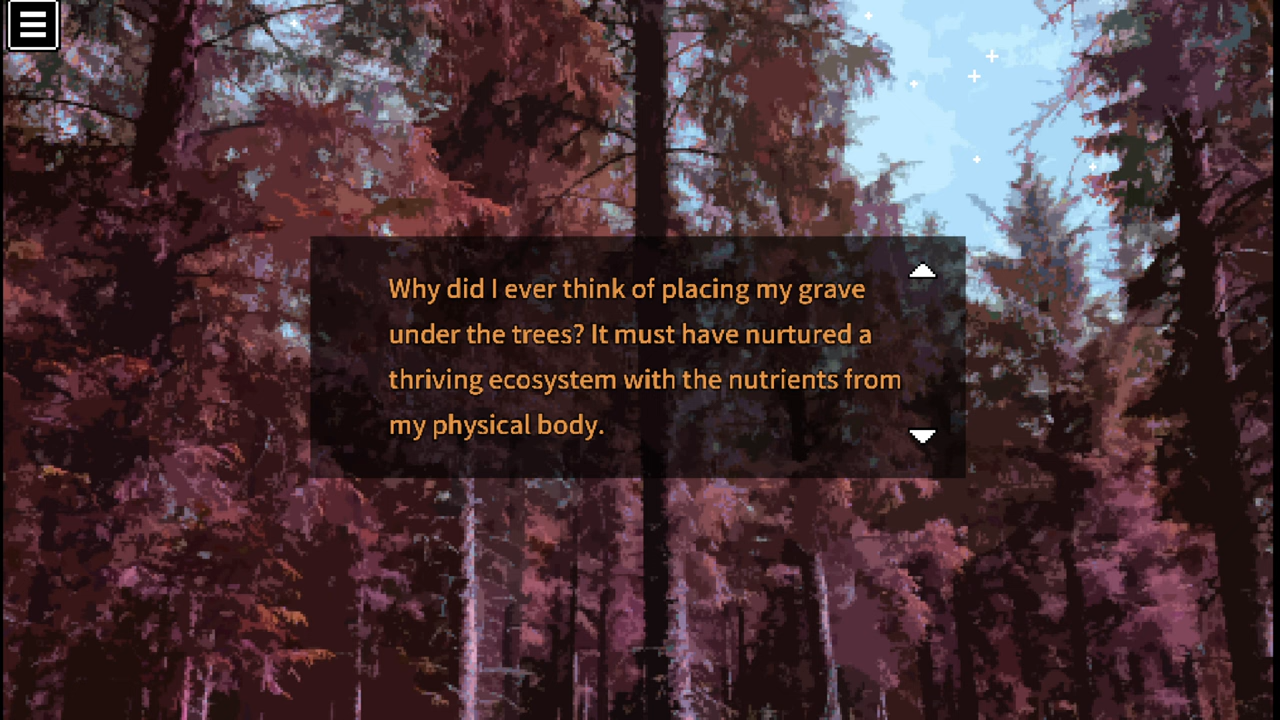 Why did I ever think of placing my grave
under the trees? It must have nurtured a
thriving ecosystem with the nutrients from
my physical body.